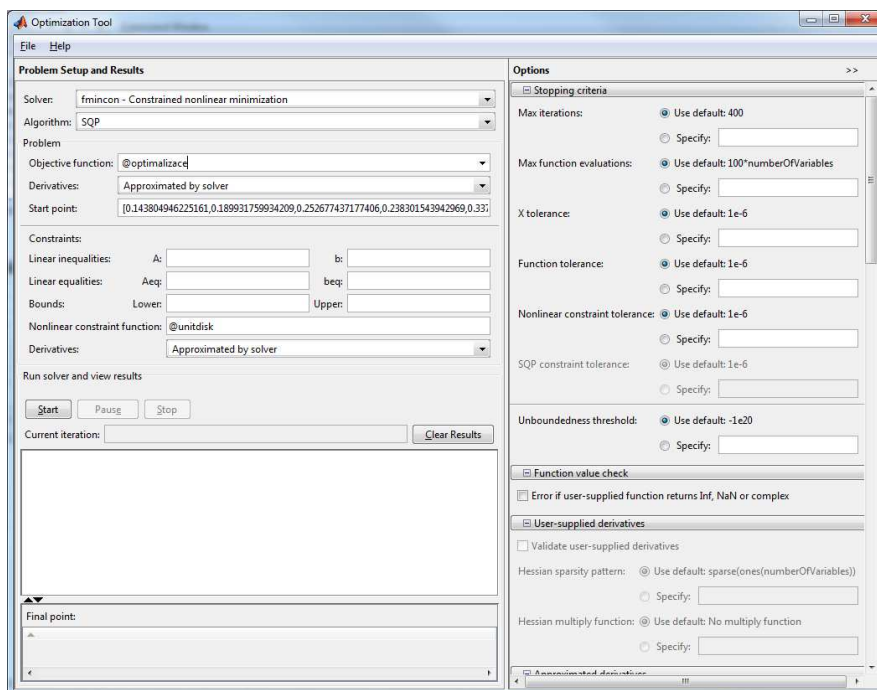 Optimization Tool
File Help
Problem Setup and Results
Solver: fmincon - Constrained nonlinear minimization
Algorithm: SQP
Problem
Objective function: @optimalizace
Derivatives: Approximated by solver
Start point: [0.143804946225161,0.189931759934209,0.252677437177406,0.238301543942969,0.337
Constraints:
Linear inequalities: A: b:
Linear equalities: Aeq: beq:
Bounds: Lower: Upper:
Nonlinear constraint function: @unitdisk
Derivatives: Approximated by solver
Run solver and view results
Start Pause Stop
Current iteration: Clear Results
Final point:
Options >>
Stopping criteria
Max iterations: Use default: 400
Specify:
Max function evaluations: Use default: 100*numberOfVariables
Specify:
X tolerance: Use default: 1e-6
Specify:
Function tolerance: Use default: 1e-6
Specify:
Nonlinear constraint tolerance: Use default: 1e-6
Specify:
SQP constraint tolerance: Use default: 1e-6
Specify:
Unboundedness threshold: Use default: -1e20
Specify:
Function value check
Error if user-supplied function returns Inf, NaN or complex
User-supplied derivatives
Validate user-supplied derivatives
Hessian sparsity pattern: Use default: sparse(ones(numberOfVariables))
Specify:
Hessian multiply function: Use default: No multiply function
Specify:
Approximated derivatives